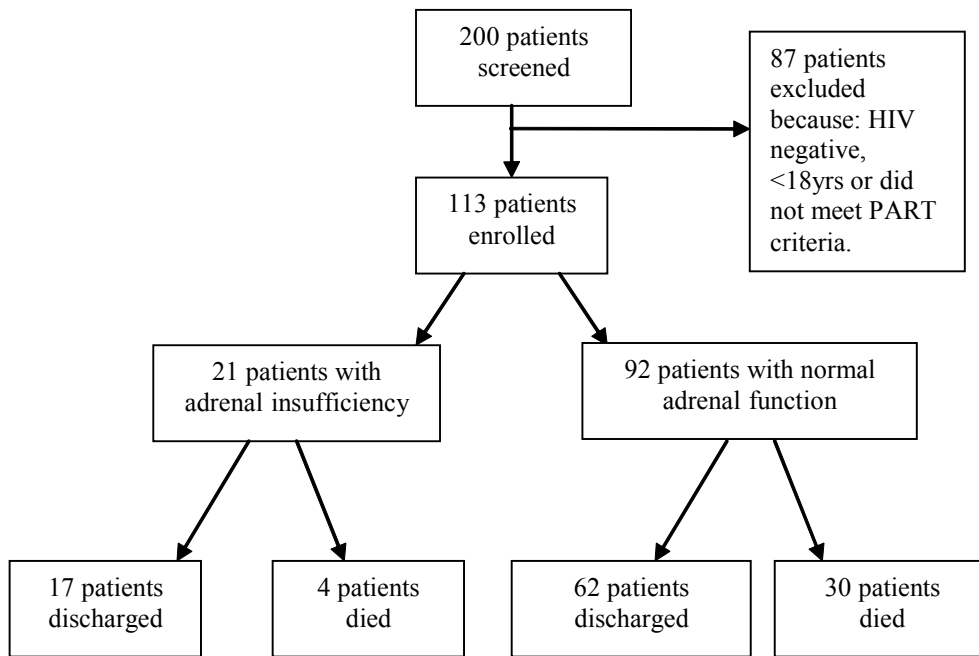 200 patients
screened
87 patients
excluded
because: HIV
negative,
<18yrs or did
not meet PART
criteria.
113 patients
enrolled
21 patients with
adrenal insufficiency
92 patients with normal
adrenal function
17 patients
discharged
4 patients
died
62 patients
discharged
30 patients
died